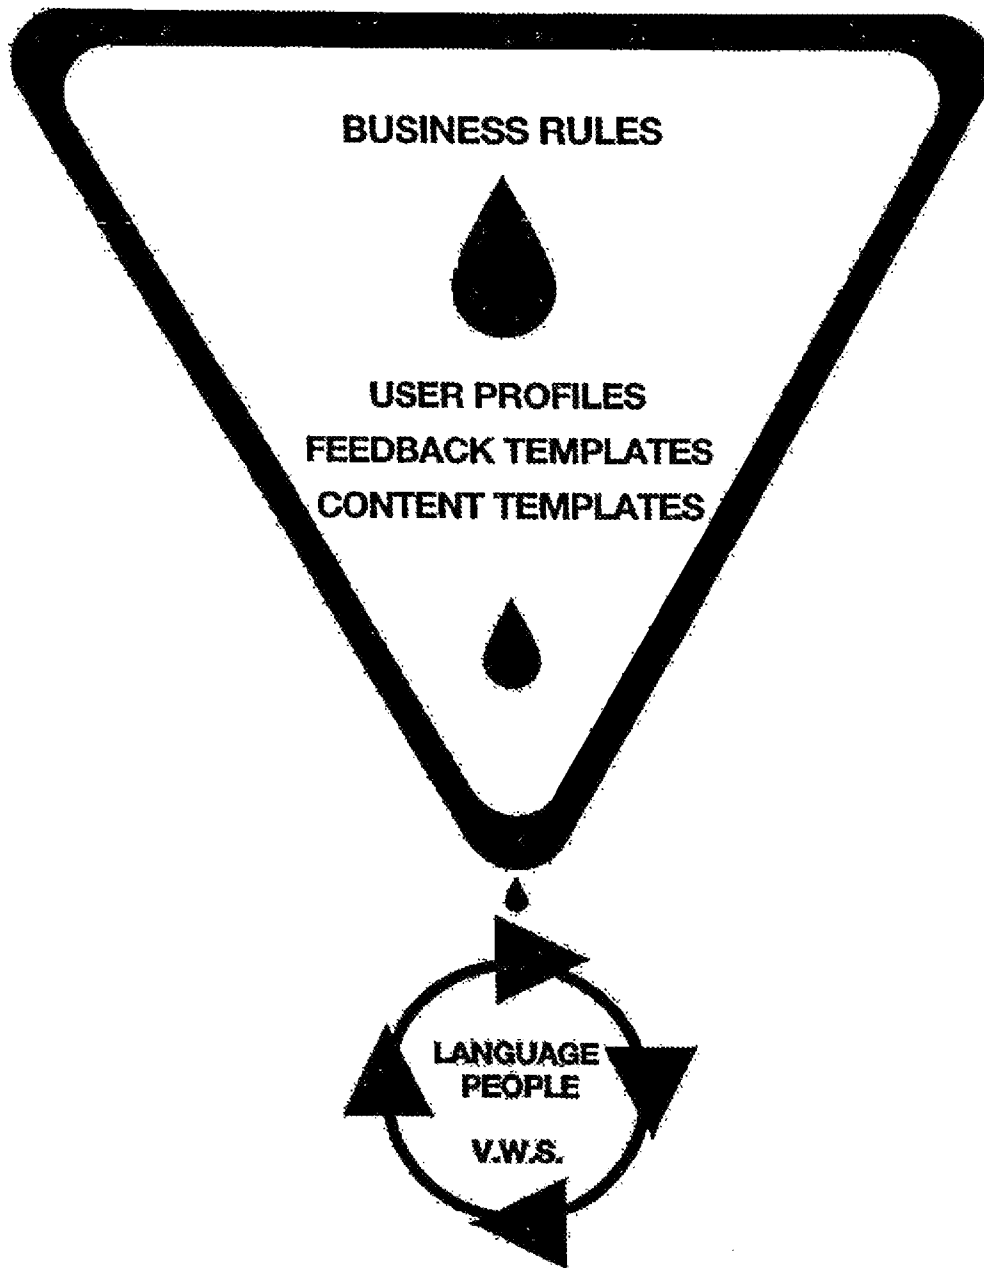 BUSINESS RULES
USER PROFILES
FEEDBACK TEMPLATES
CONTENT TEMPLATES
LANGUAGE
PEOPLE
V.W.S.